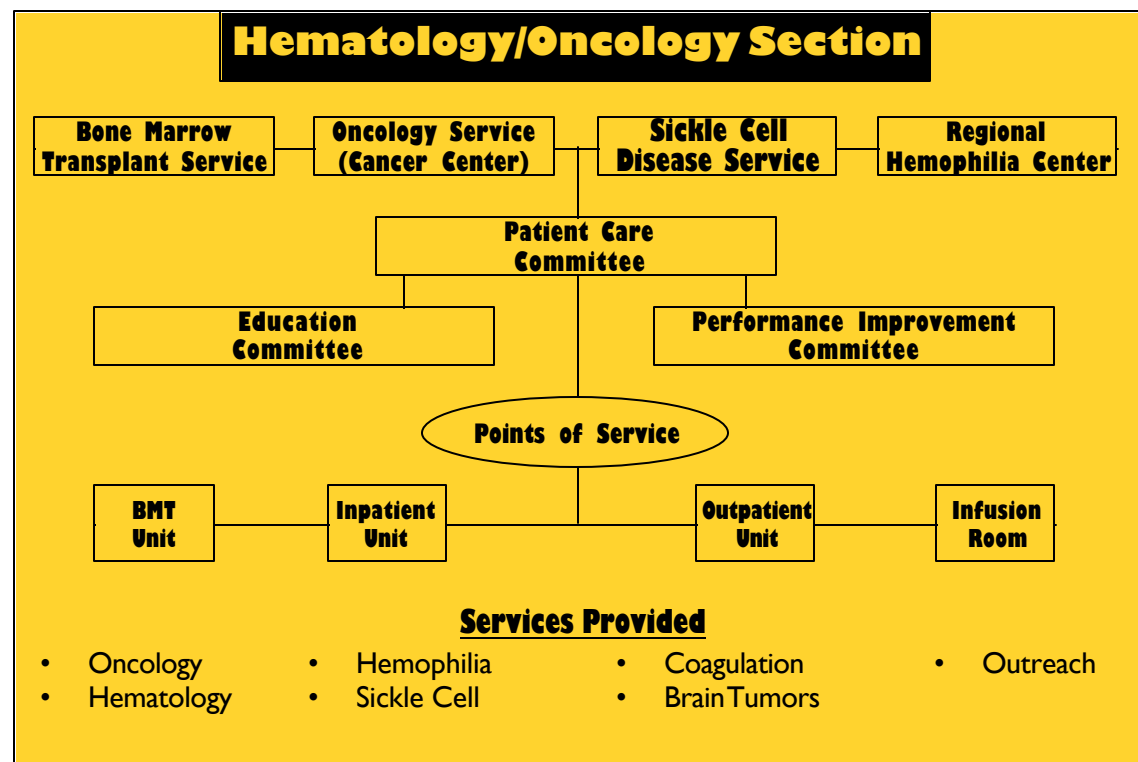 Hematology/Oncology Section
Bone Marrow
Transplant Service
Oncology Service
(Cancer Center)
Sickle Cell
Disease Service
Regional
Hemophilia Center
Patient Care
Committee
Education
Committee
Performance Improvement
Committee
Points of Service
BMT
Unit
Inpatient
Unit
Outpatient
Unit
Infusion
Room
Services Provided
• Oncology
• Hematology
• Hemophilia
• Sickle Cell
• Coagulation
• Brain Tumors
• Outreach